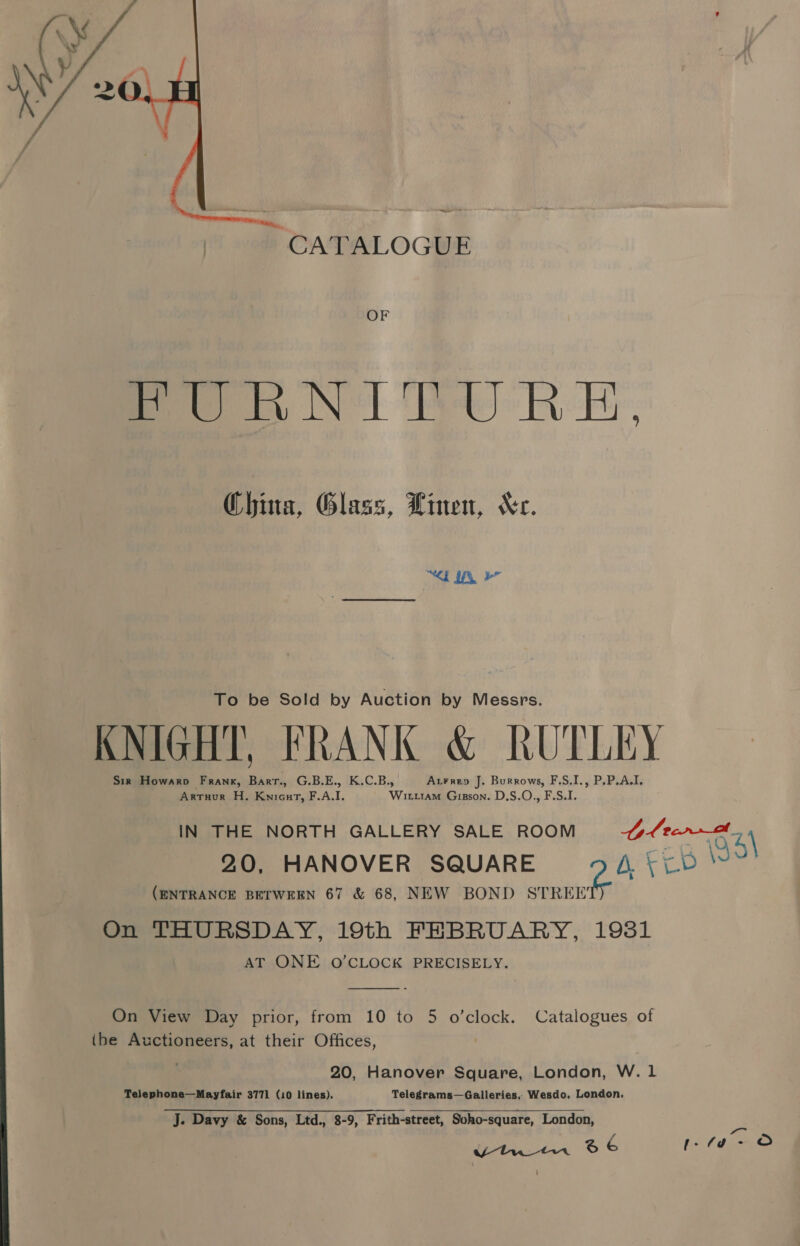 20, H
CATALOGUE
OF
FURNITURE,
China, Glass, Linen, &c.
To be Sold by Auction by Messrs.
KNIGHT, FRANK & RUTLEY
SIR HOWARD FRANK, BART., G.B.E., K.C.B., ALFRED J. BURROWS, F.S.I., P.P.A.I.
ARTHUR H. KNIGHT, F.A.I. WILLIAM GIBSON. D.S.O., F.S.I.
IN THE NORTH GALLERY SALE ROOM
20, HANOVER SQUARE 24 FEB 1931
(ENTRANCE BETWEEN 67 & 68, NEW BOND STREET)
On THURSDAY, 19th FEBRUARY, 1931
AT ONE O'CLOCK PRECISELY.
On View Day prior, from 10 to 5 o'clock. Catalogues of
the Auctioneers, at their Offices,
20, Hanover Square, London, W. 1
Telephone—Mayfair 3771 (10 lines). Telegrams—Galleries, Wesdo, London.
J. Davy & Sons, Ltd., 8-9, Frith-street, Soho-square, London,
86